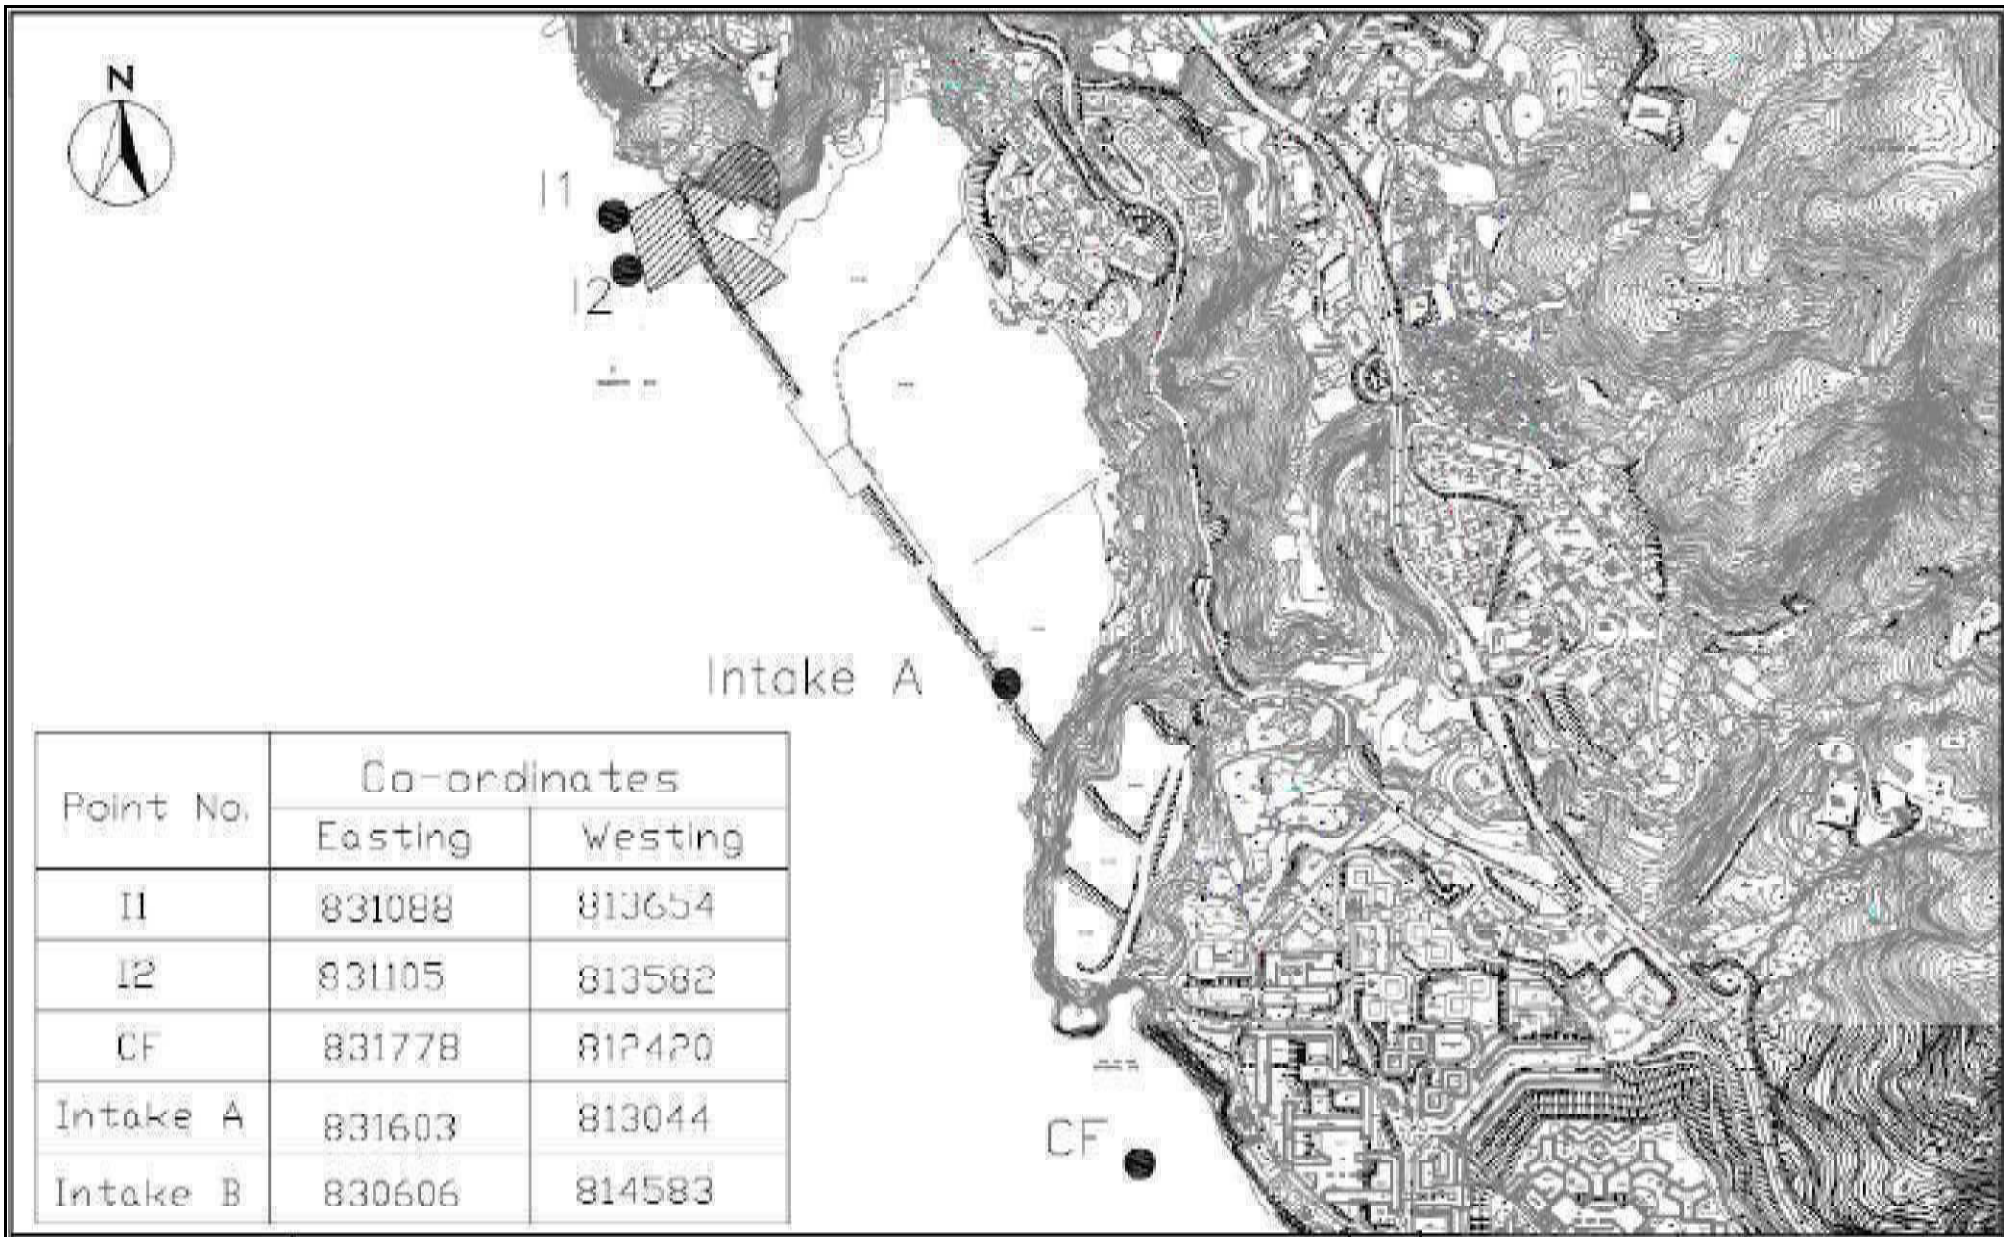 N
I1
I2
Intake A
Point No. Co-ordinates
Easting Westing
I1 831088 813654
I2 831105 813582
CF 831778 812420
Intake A 831603 813044
Intake B 830606 814583
CF